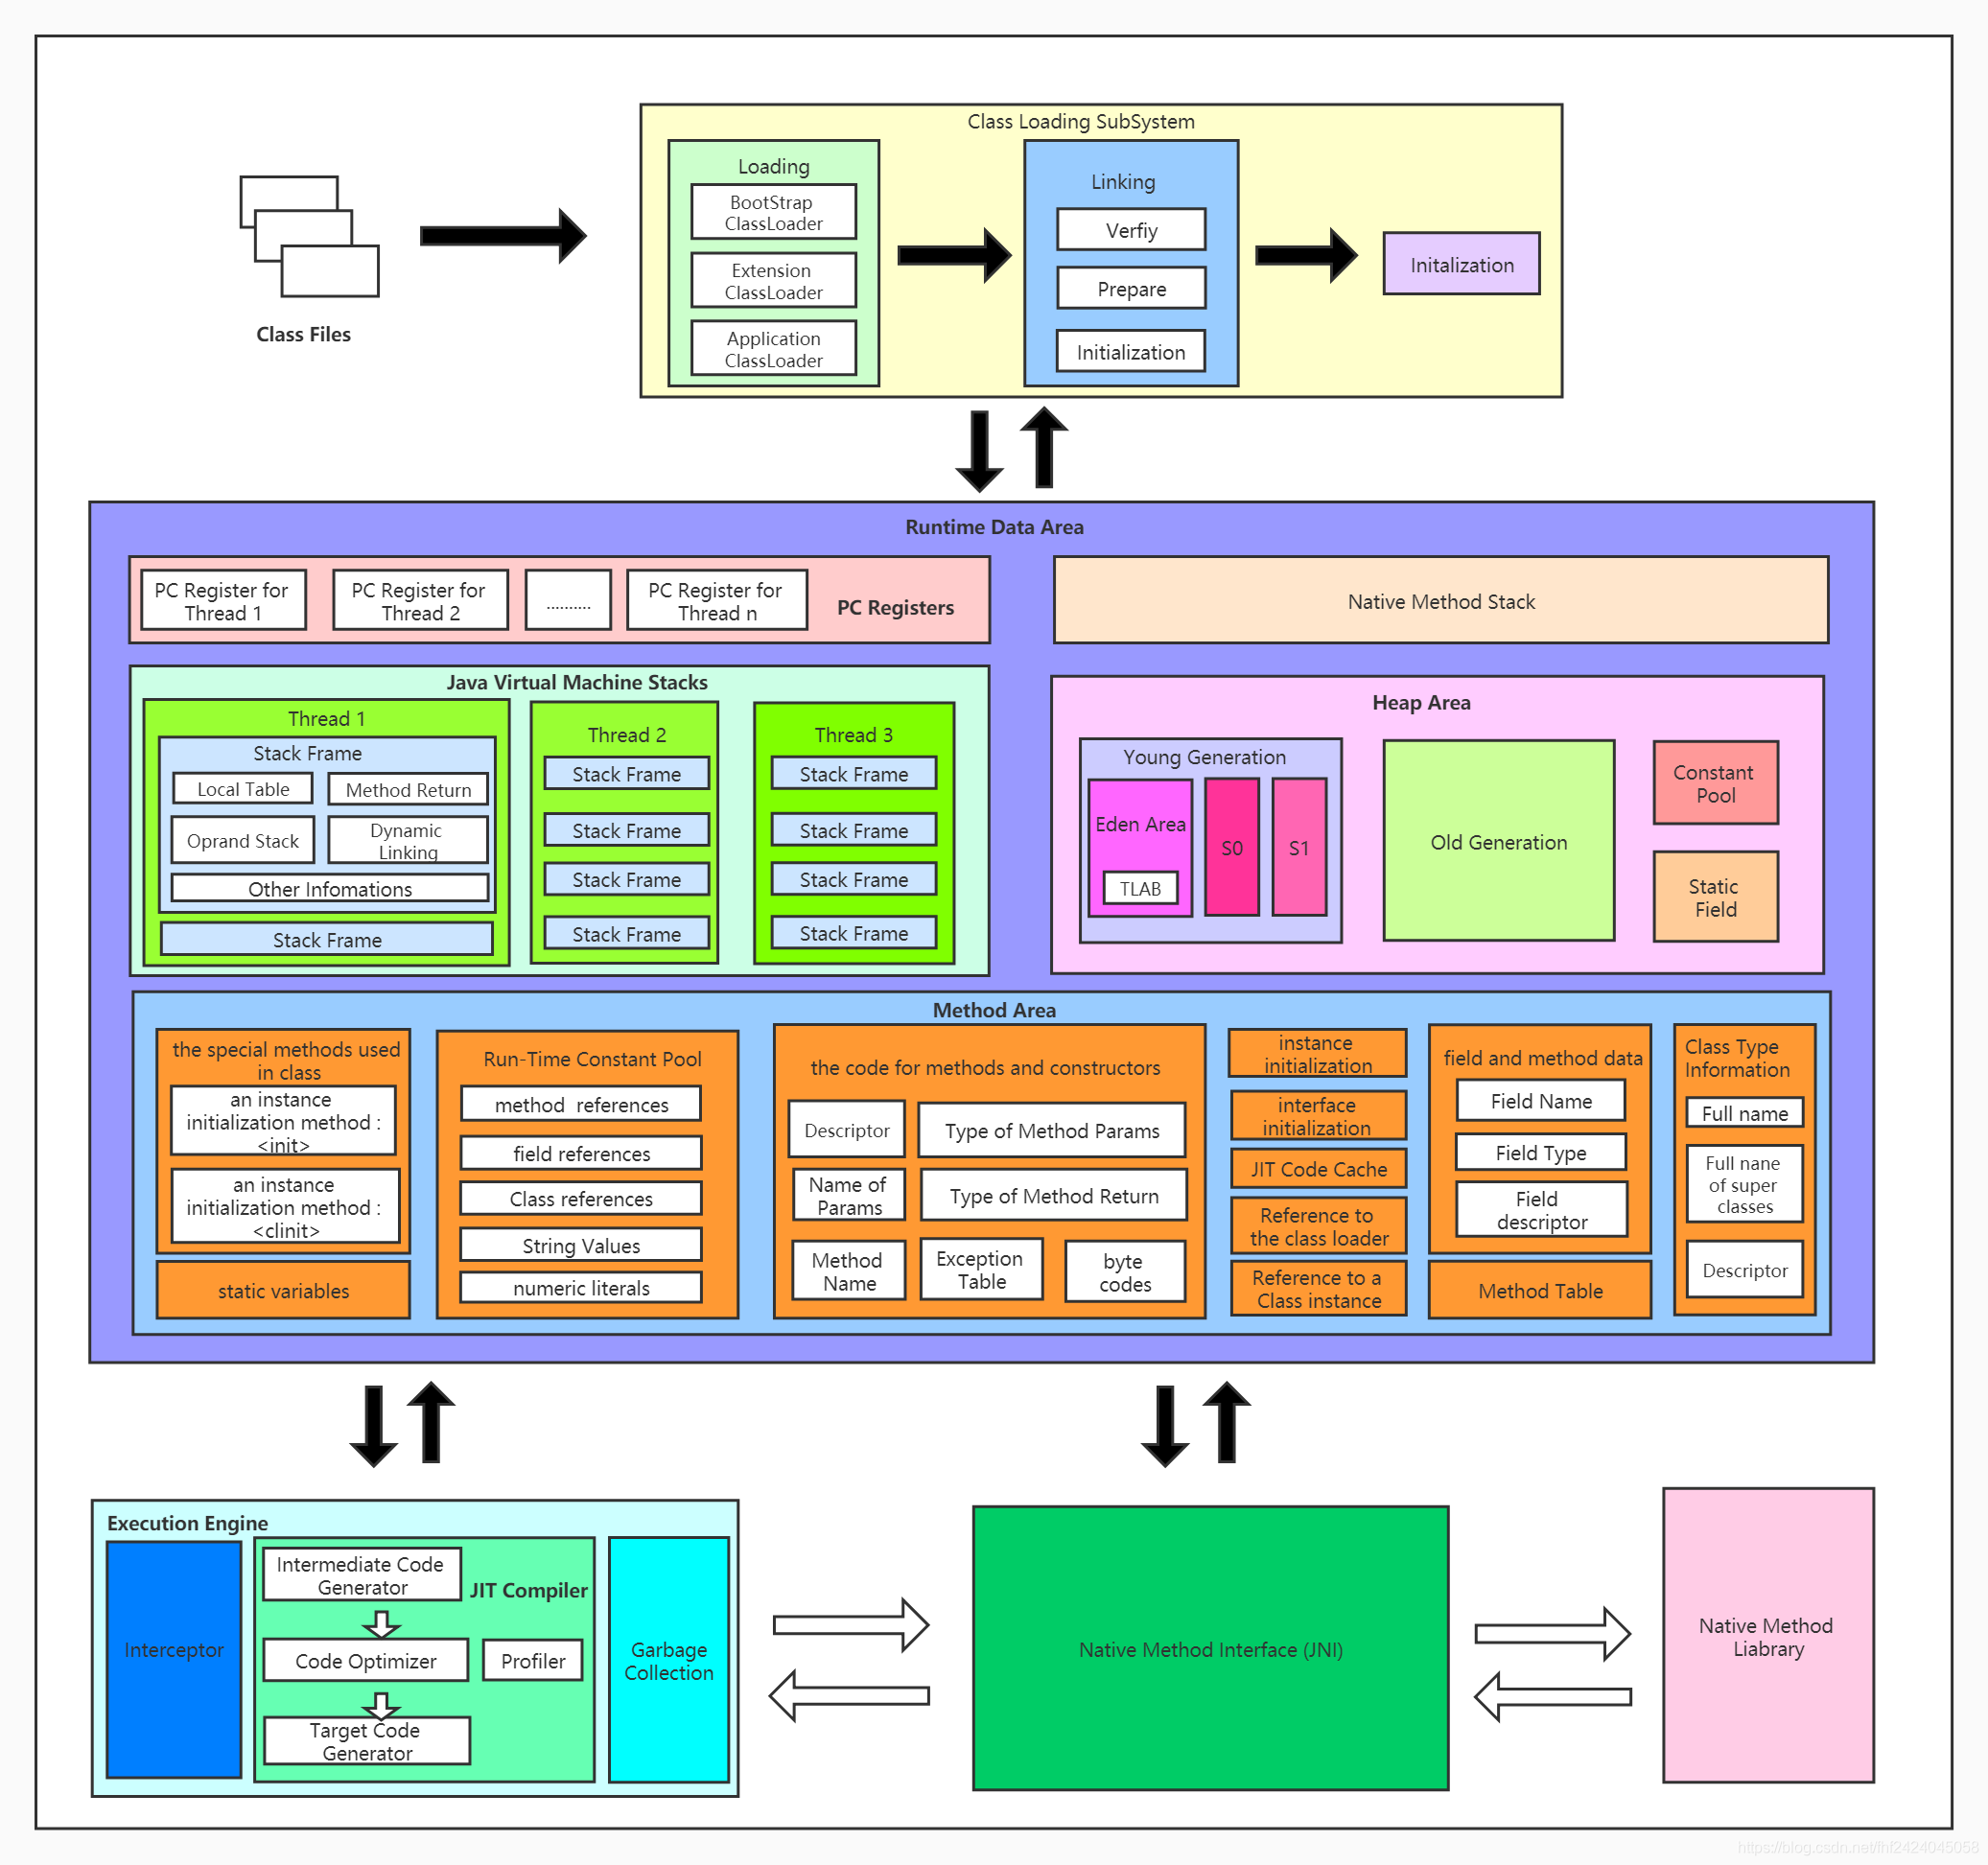 Class Loading SubSystem
Loading
BootStrap
ClassLoader
Extension
ClassLoader
Application
ClassLoader
Linking
Verfiy
Prepare
Initialization
Initalization
Class Files
Runtime Data Area
PC Register for
Thread 1
PC Register for
Thread 2
..........
PC Register for
Thread n
PC Registers
Native Method Stack
Java Virtual Machine Stacks
Thread 1
Stack Frame
Local Table
Method Return
Oprand Stack
Dynamic
Linking
Other Infomations
Stack Frame
Thread 2
Stack Frame
Stack Frame
Stack Frame
Stack Frame
Thread 3
Stack Frame
Stack Frame
Stack Frame
Stack Frame
Heap Area
Young Generation
Eden Area
TLAB
S0
S1
Old Generation
Constant
Pool
Static
Field
Method Area
the special methods used
in class
an instance
initialization method :
<init>
an instance
initialization method :
<clinit>
static variables
Run-Time Constant Pool
method references
field references
Class references
String Values
numeric literals
the code for methods and constructors
Descriptor
Type of Method Params
Name of
Params
Type of Method Return
Method
Name
Exception
Table
byte
codes
instance
initialization
interface
initialization
JIT Code Cache
Reference to
the class loader
Reference to a
Class instance
field and method data
Field Name
Field Type
Field
descriptor
Method Table
Class Type
Information
Full name
Full nane
of super
classes
Descriptor
Execution Engine
Interceptor
Intermediate Code
Generator
JIT Compiler
Code Optimizer
Profiler
Target Code
Generator
Garbage
Collection
Native Method Interface (JNI)
Native Method
Liabrary
https://blog.csdn.net/fhf2424045058